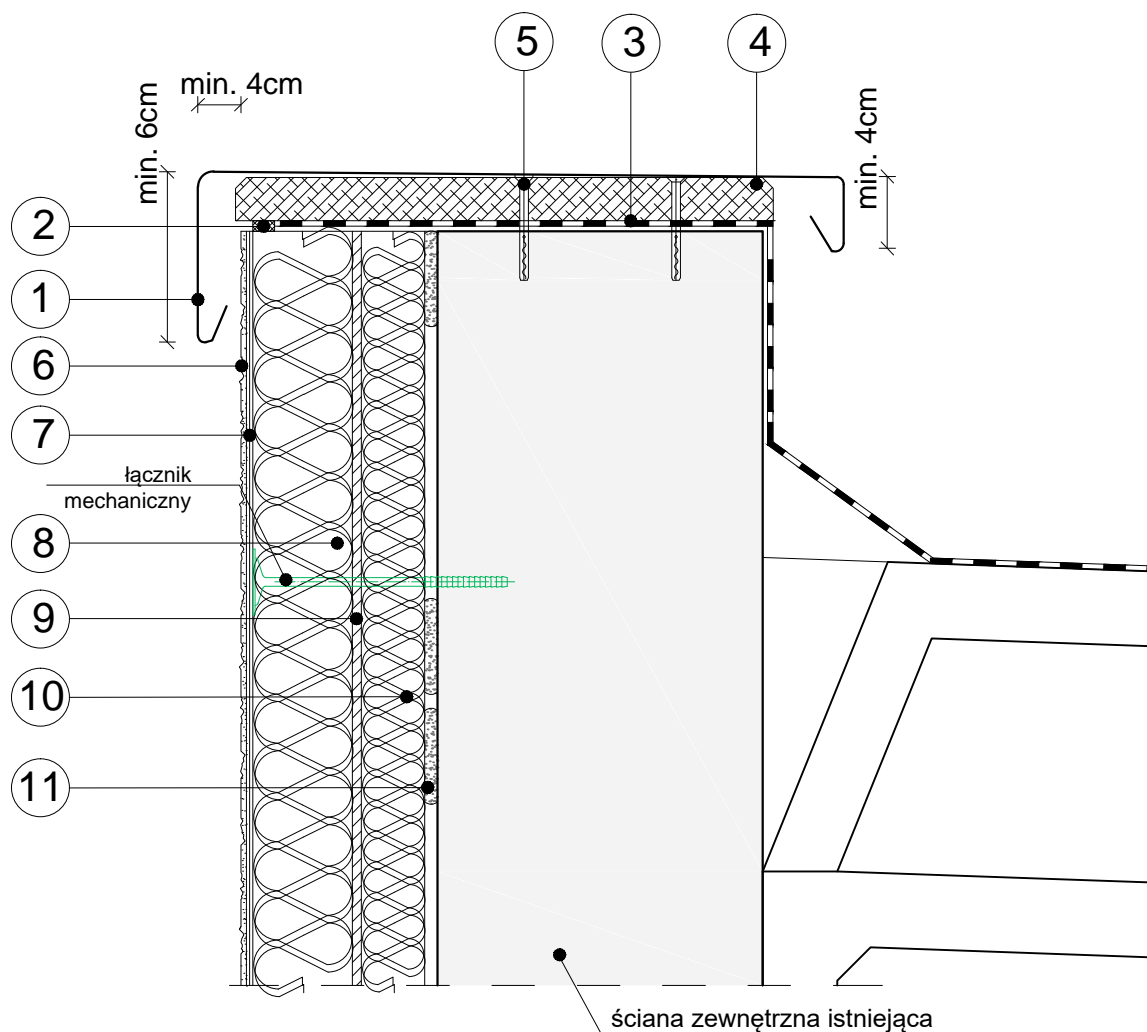 5
3
4
min. 4cm
min. 6cm
min. 4cm
2
1
6
7
łącznik
mechaniczny
8
9
10
11
ściana zewnętrzna istniejąca